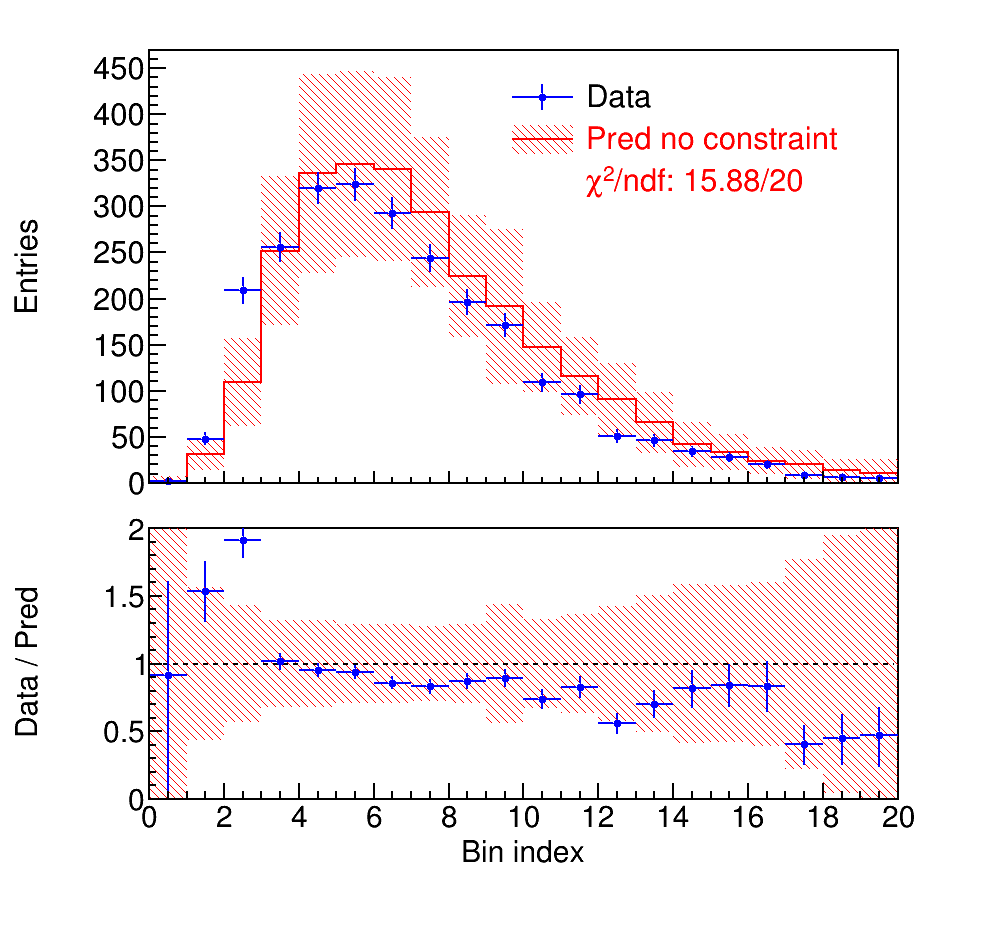 450
400
350
300
250
200
150
100
50
0
Entries
Data
Pred no constraint
χ²/ndf: 15.88/20
2
1.5
1
0.5
0
Data / Pred
0 2 4 6 8 10 12 14 16 18 20
Bin index